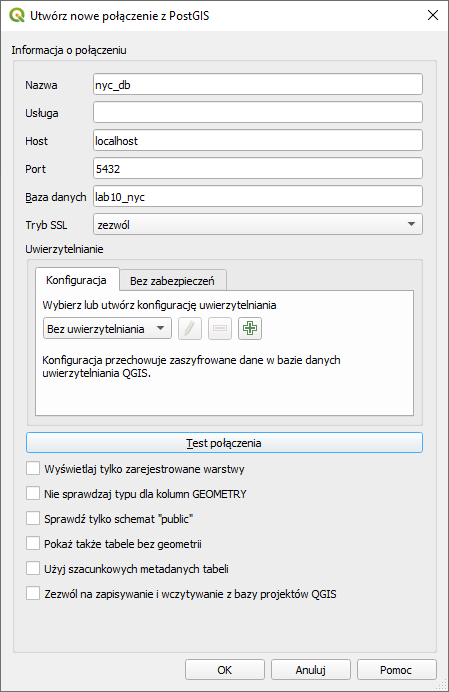 Utwórz nowe połączenie z PostGIS
Informacja o połączeniu
Nazwa nyc_db
Usługa
Host localhost
Port 5432
Baza danych lab10_nyc
Tryb SSL zezwól
Uwierzytelnianie
Konfiguracja Bez zabezpieczeń
Wybierz lub utwórz konfigurację uwierzytelniania
Bez uwierzytelniania
Konfiguracja przechowuje zaszyfrowane dane w bazie danych
uwierzytelniania QGIS.
Test połączenia
Wyświetlaj tylko zarejestrowane warstwy
Nie sprawdzaj typu dla kolumn GEOMETRY
Sprawdź tylko schemat "public"
Pokaż także tabele bez geometrii
Użyj szacunkowych metadanych tabeli
Zezwól na zapisywanie i wczytywanie z bazy projektów QGIS
OK Anuluj Pomoc